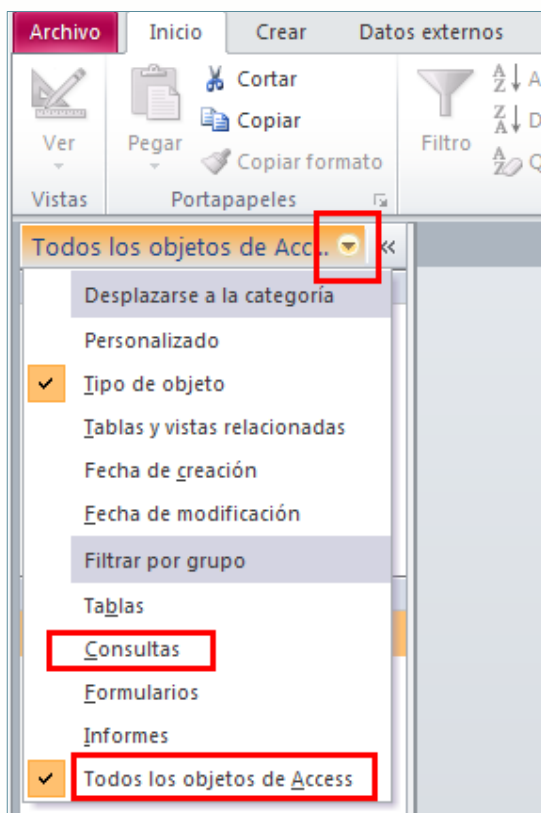 Archivo Inicio Crear Datos externos
Cortar
Copiar
Copiar formato
Ver
Pegar
Filtro
A
Z
A
Z
A
D
A
Z
Q
Vistas Portapapeles
Todos los objetos de Acc... «
Desplazarse a la categoría
Personalizado
Tipo de objeto
Tablas y vistas relacionadas
Fecha de creación
Fecha de modificación
Filtrar por grupo
Tablas
Consultas
Formularios
Informes
Todos los objetos de Access